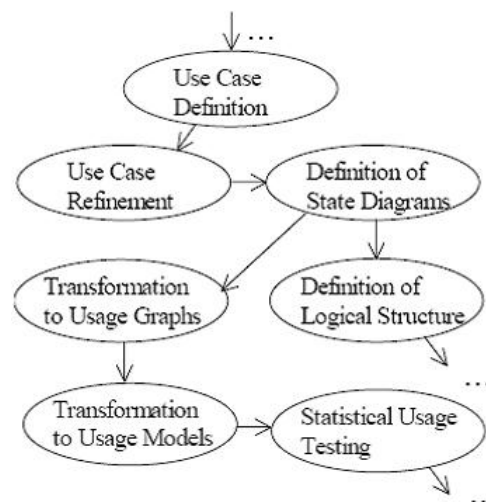 ...
Use Case
Definition
Use Case
Refinement
Definition of
State Diagrams
Transformation
to Usage Graphs
Definition of
Logical Structure
...
Transformation
to Usage Models
Statistical Usage
Testing
...